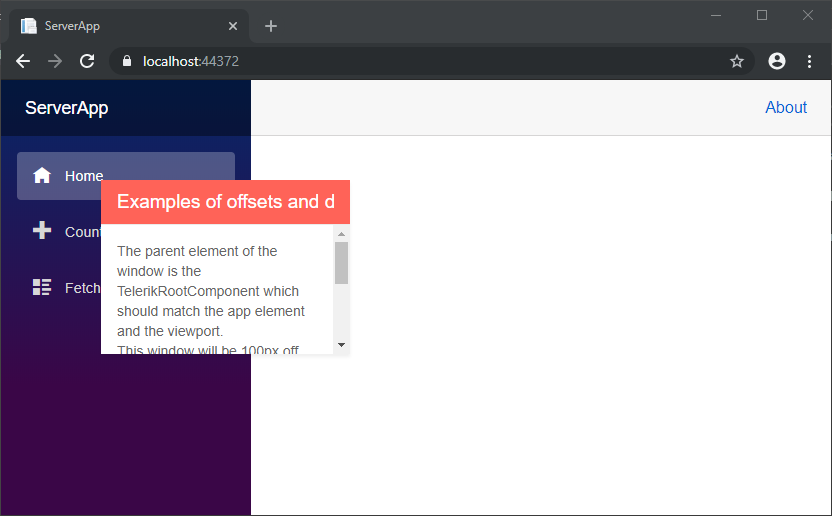 ServerApp
localhost:44372
ServerApp
About
Home
Count
Fetch
Examples of offsets and d
The parent element of the
window is the
TelerikRootComponent which
should match the app element
and the viewport.
This window will be 100px off